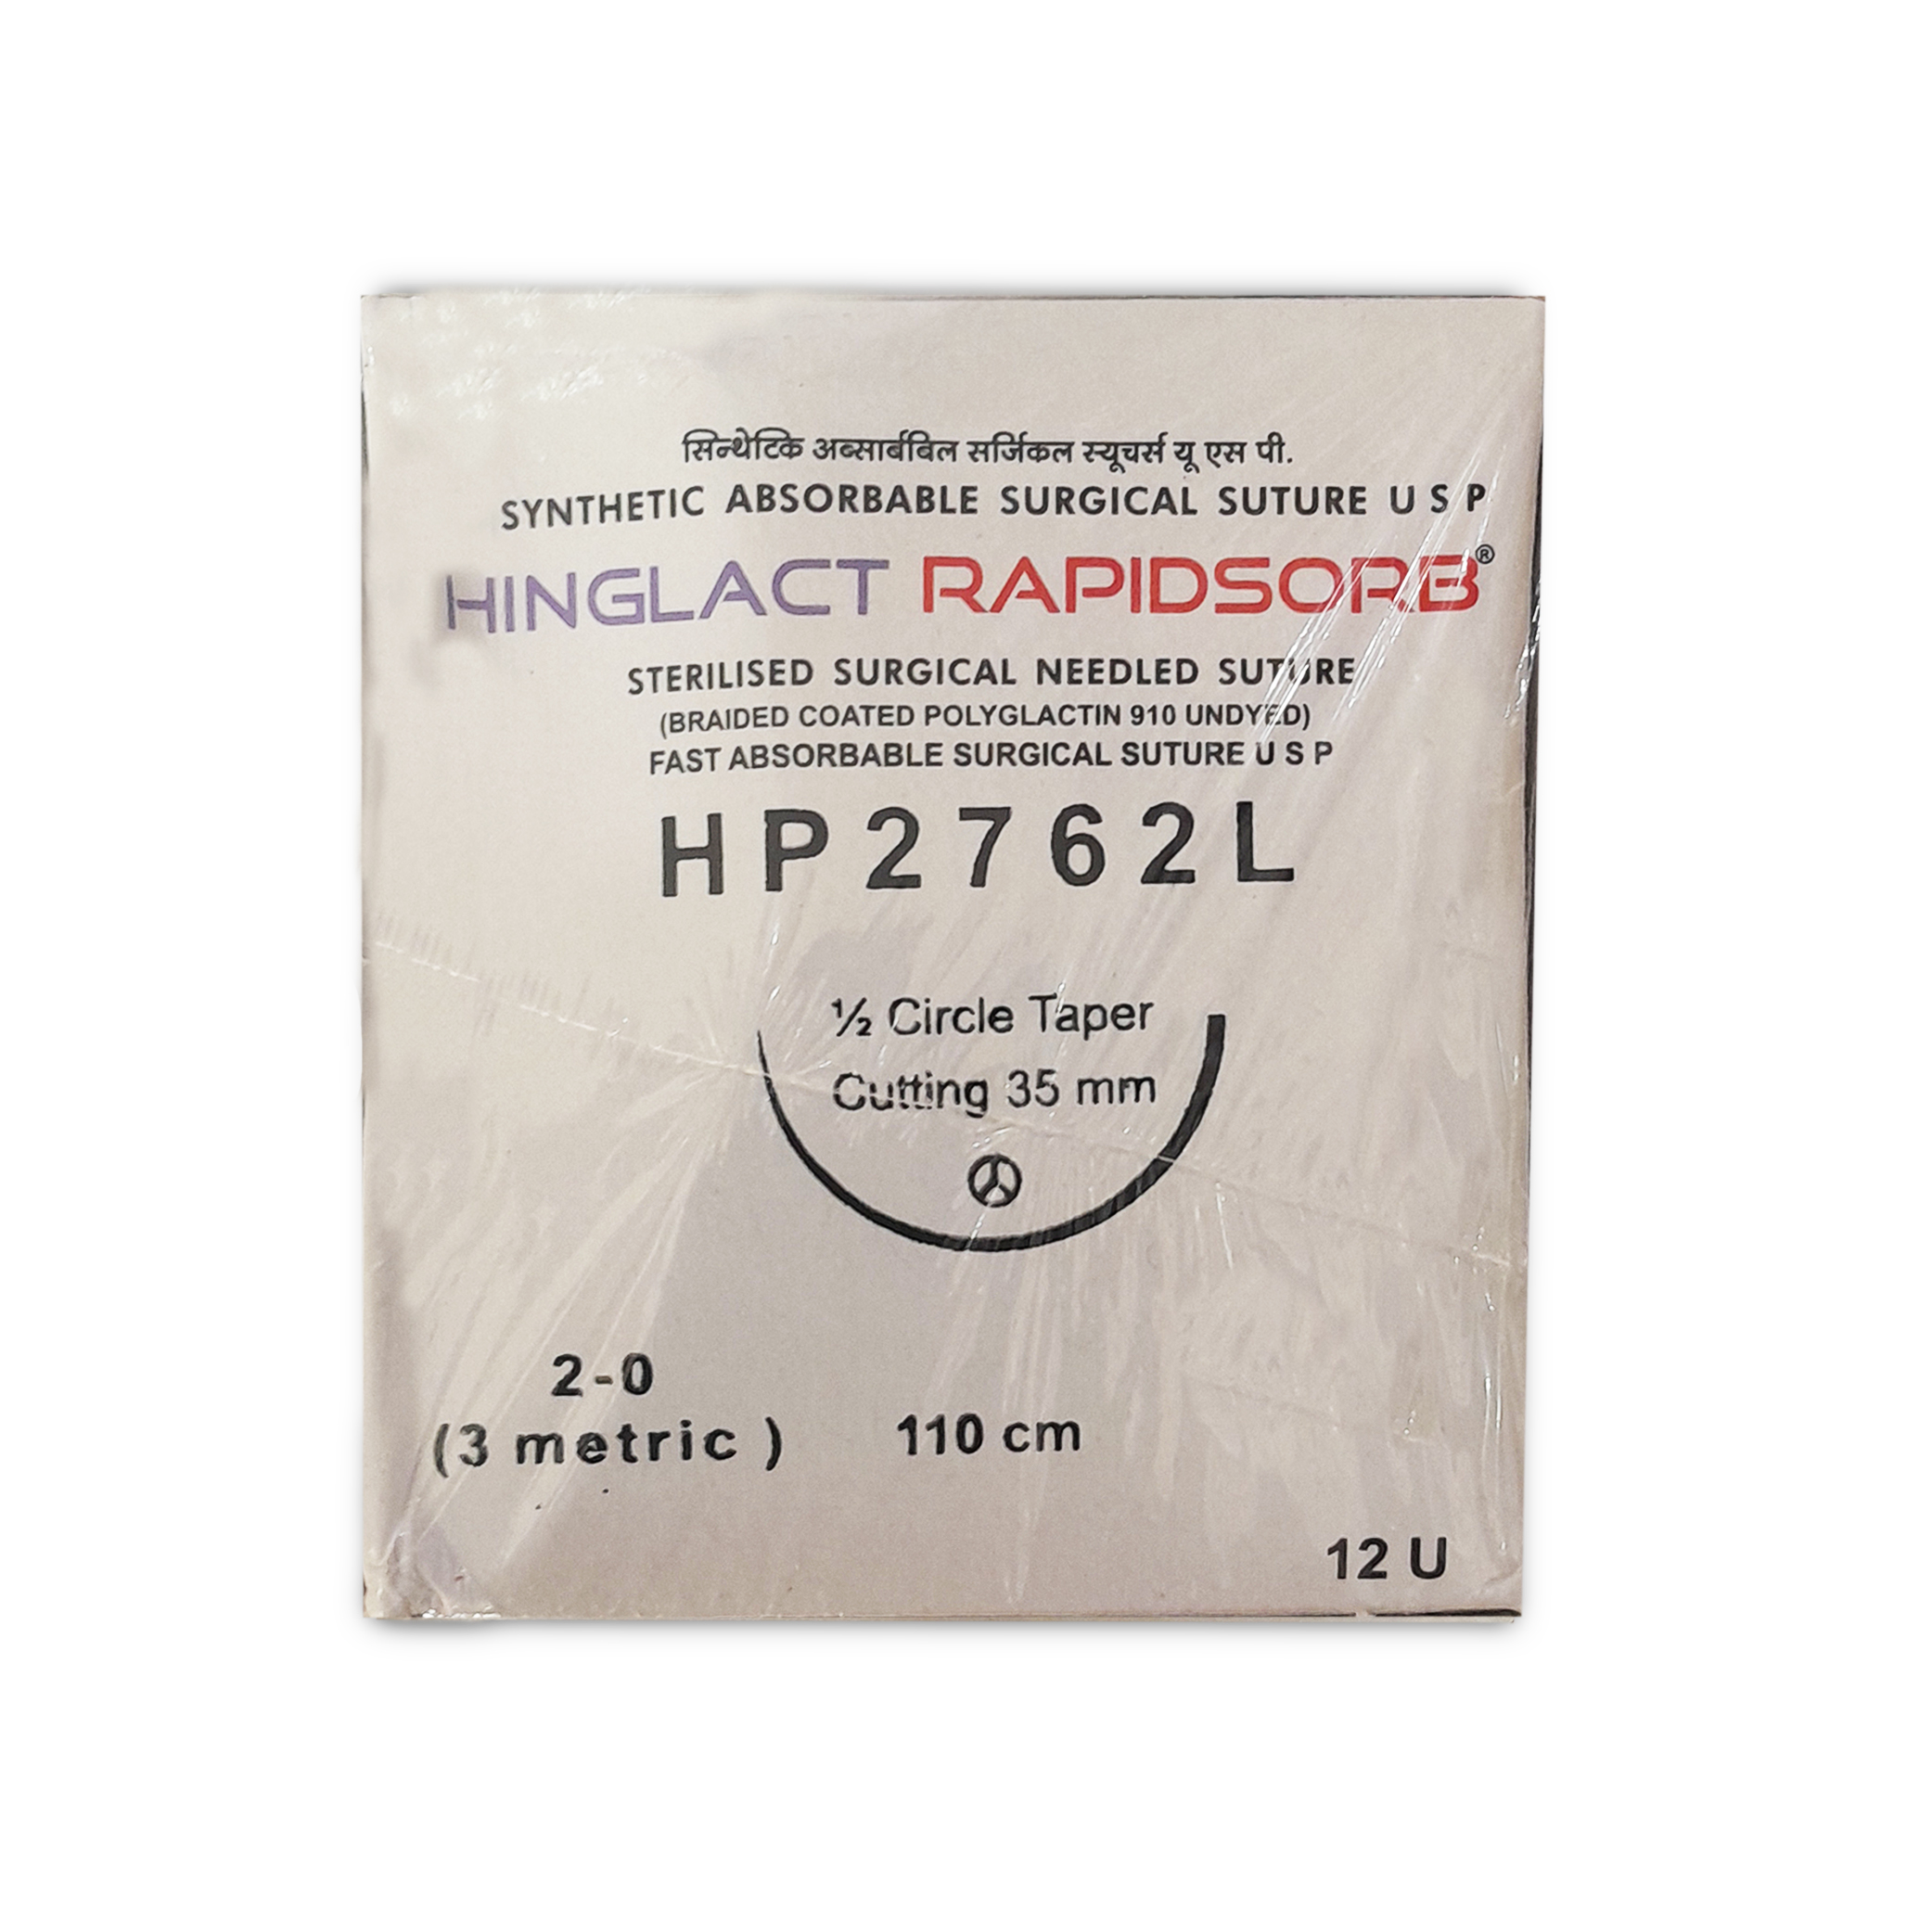 सिन्थेटिक अब्सार्बबिल सर्जिकल स्यूचर्स यू एस पी.
SYNTHETIC ABSORBABLE SURGICAL SUTURE U S P
HINGLACT RAPIDSORB®
STERILISED SURGICAL NEEDLED SUTURE
(BRAIDED COATED POLYGLACTIN 910 UNDYED)
FAST ABSORBABLE SURGICAL SUTURE U S P
HP2762L
½ Circle Taper
Cutting 35 mm
2-0
(3 metric )
110 cm
12 U